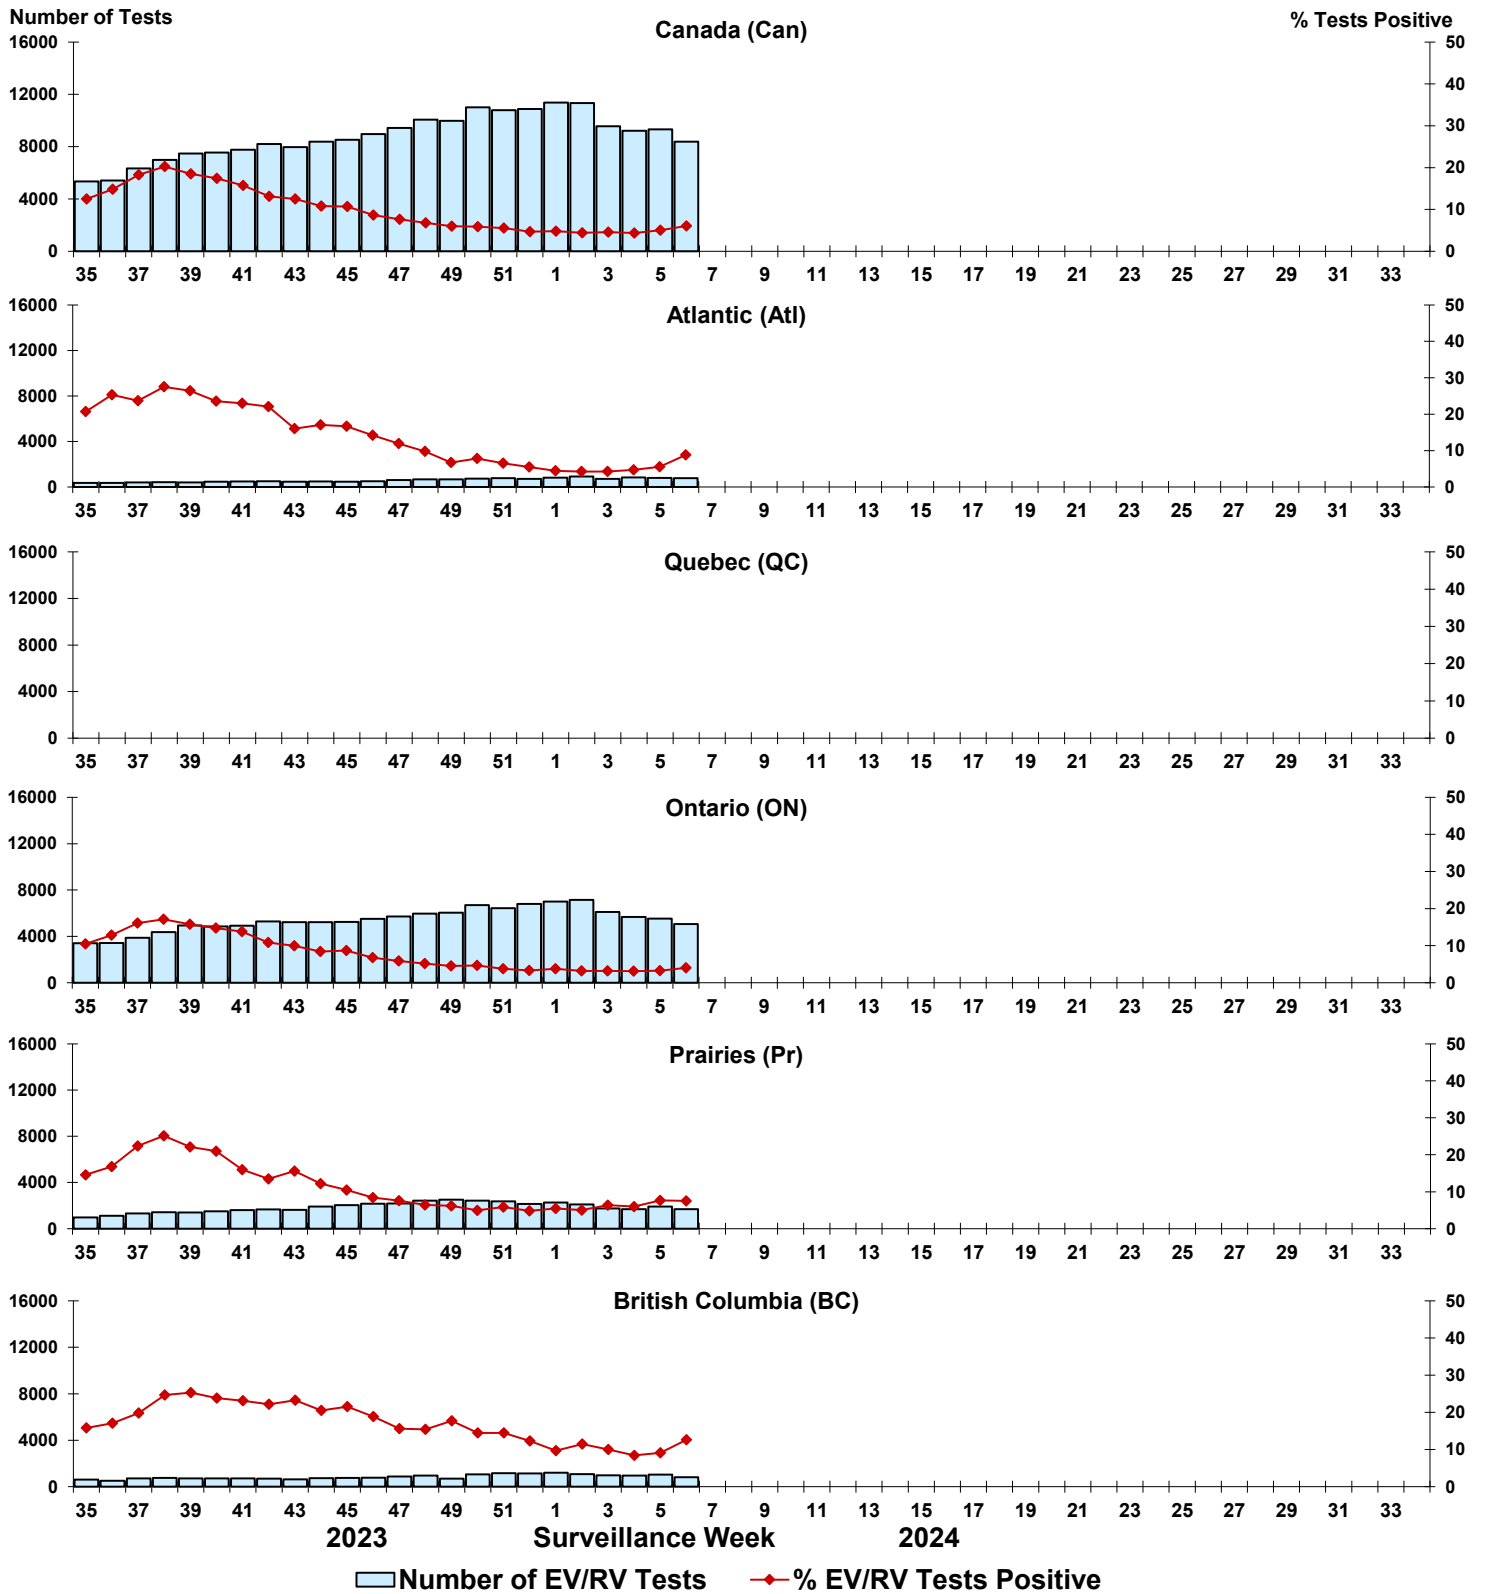 Number of Tests
Canada (Can)
% Tests Positive
16000 50
12000 40
8000 30
4000 20
0 10
0
35 37 39 41 43 45 47 49 51 1 3 5 7 9 11 13 15 17 19 21 23 25 27 29 31 33
Atlantic (Atl)
16000 50
12000 40
8000 30
4000 20
0 10
0
35 37 39 41 43 45 47 49 51 1 3 5 7 9 11 13 15 17 19 21 23 25 27 29 31 33
Quebec (QC)
16000 50
12000 40
8000 30
4000 20
0 10
0
35 37 39 41 43 45 47 49 51 1 3 5 7 9 11 13 15 17 19 21 23 25 27 29 31 33
Ontario (ON)
16000 50
12000 40
8000 30
4000 20
0 10
0
35 37 39 41 43 45 47 49 51 1 3 5 7 9 11 13 15 17 19 21 23 25 27 29 31 33
Prairies (Pr)
16000 50
12000 40
8000 30
4000 20
0 10
0
35 37 39 41 43 45 47 49 51 1 3 5 7 9 11 13 15 17 19 21 23 25 27 29 31 33
British Columbia (BC)
16000 50
12000 40
8000 30
4000 20
0 10
0
35 37 39 41 43 45 47 49 51 1 3 5 7 9 11 13 15 17 19 21 23 25 27 29 31 33
2023 Surveillance Week 2024
Number of EV/RV Tests % EV/RV Tests Positive